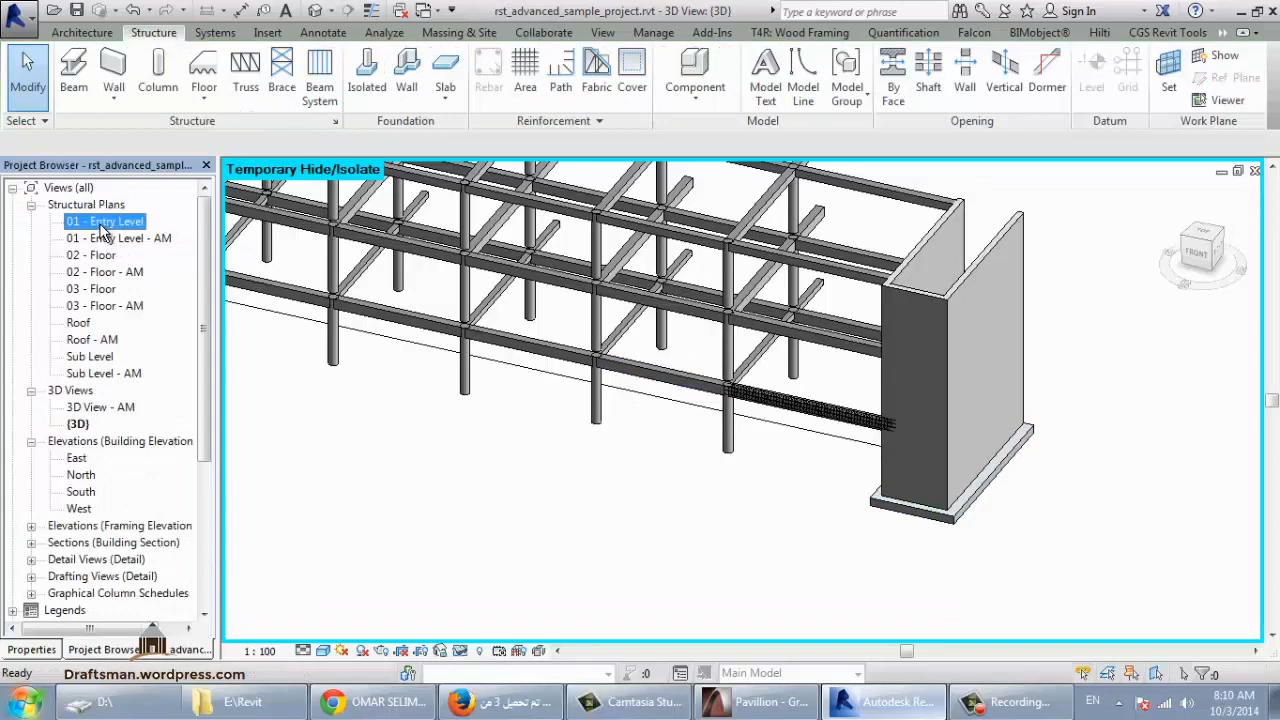 rst_advanced_sample_project.rvt - 3D View: {3D}
Type a keyword or phrase
Sign In
Architecture Structure Systems Insert Annotate Analyze Massing & Site Collaborate View Manage Add-Ins T4R: Wood Framing Quantification Falcon BIMobject® Hilti CGS Revit Tools
Modify Beam Wall Column Floor Truss Brace Beam System Isolated Wall Slab Rebar Area Path Fabric Cover Component Model Text Model Line Model Group By Face Shaft Wall Vertical Dormer Level Grid Set
Show
Ref Plane
Viewer
Select Structure Foundation Reinforcement Model Opening Datum Work Plane
Project Browser - rst_advanced_sampl...
Temporary Hide/Isolate
TOP
FRONT
Views (all)
Structural Plans
01 - Entry Level
01 - Entry Level - AM
02 - Floor
02 - Floor - AM
03 - Floor
03 - Floor - AM
Roof
Roof - AM
Sub Level
Sub Level - AM
3D Views
3D View - AM
{3D}
Elevations (Building Elevation
East
North
South
West
Elevations (Framing Elevation
Sections (Building Section)
Detail Views (Detail)
Drafting Views (Detail)
Graphical Column Schedules
Legends
Properties
1 : 100
Ready
Draftsman.wordpress.com
:0
Main Model
:0
D:\
E:\Revit
OMAR SELIM...
تم تحصيل 3 من ...
Camtasia Stu...
Pavillion - Gr...
Autodesk Re...
Recording...
EN
8:10 AM
10/3/2014